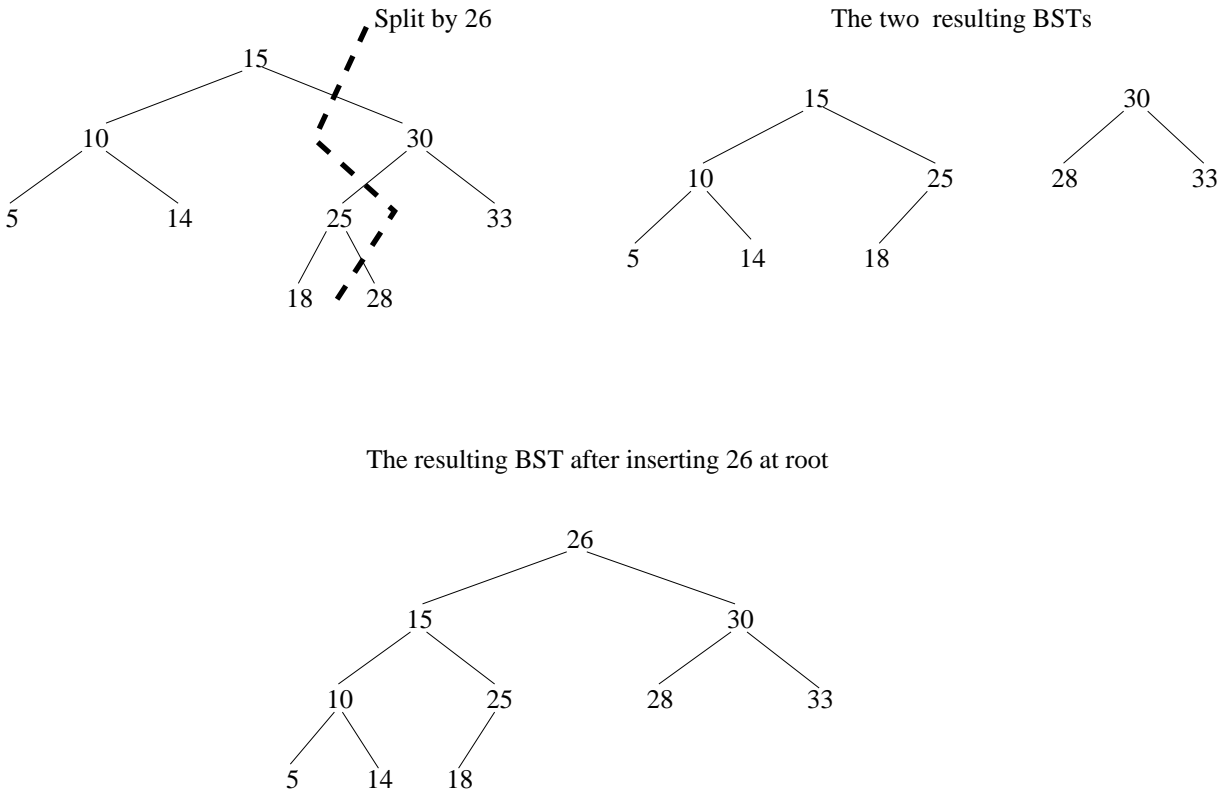 Split by 26
15
10 30
5 14 25 33
18 28
The two resulting BSTs
15 30
10 25 28 33
5 14 18
The resulting BST after inserting 26 at root
26
15 30
10 25 28 33
5 14 18